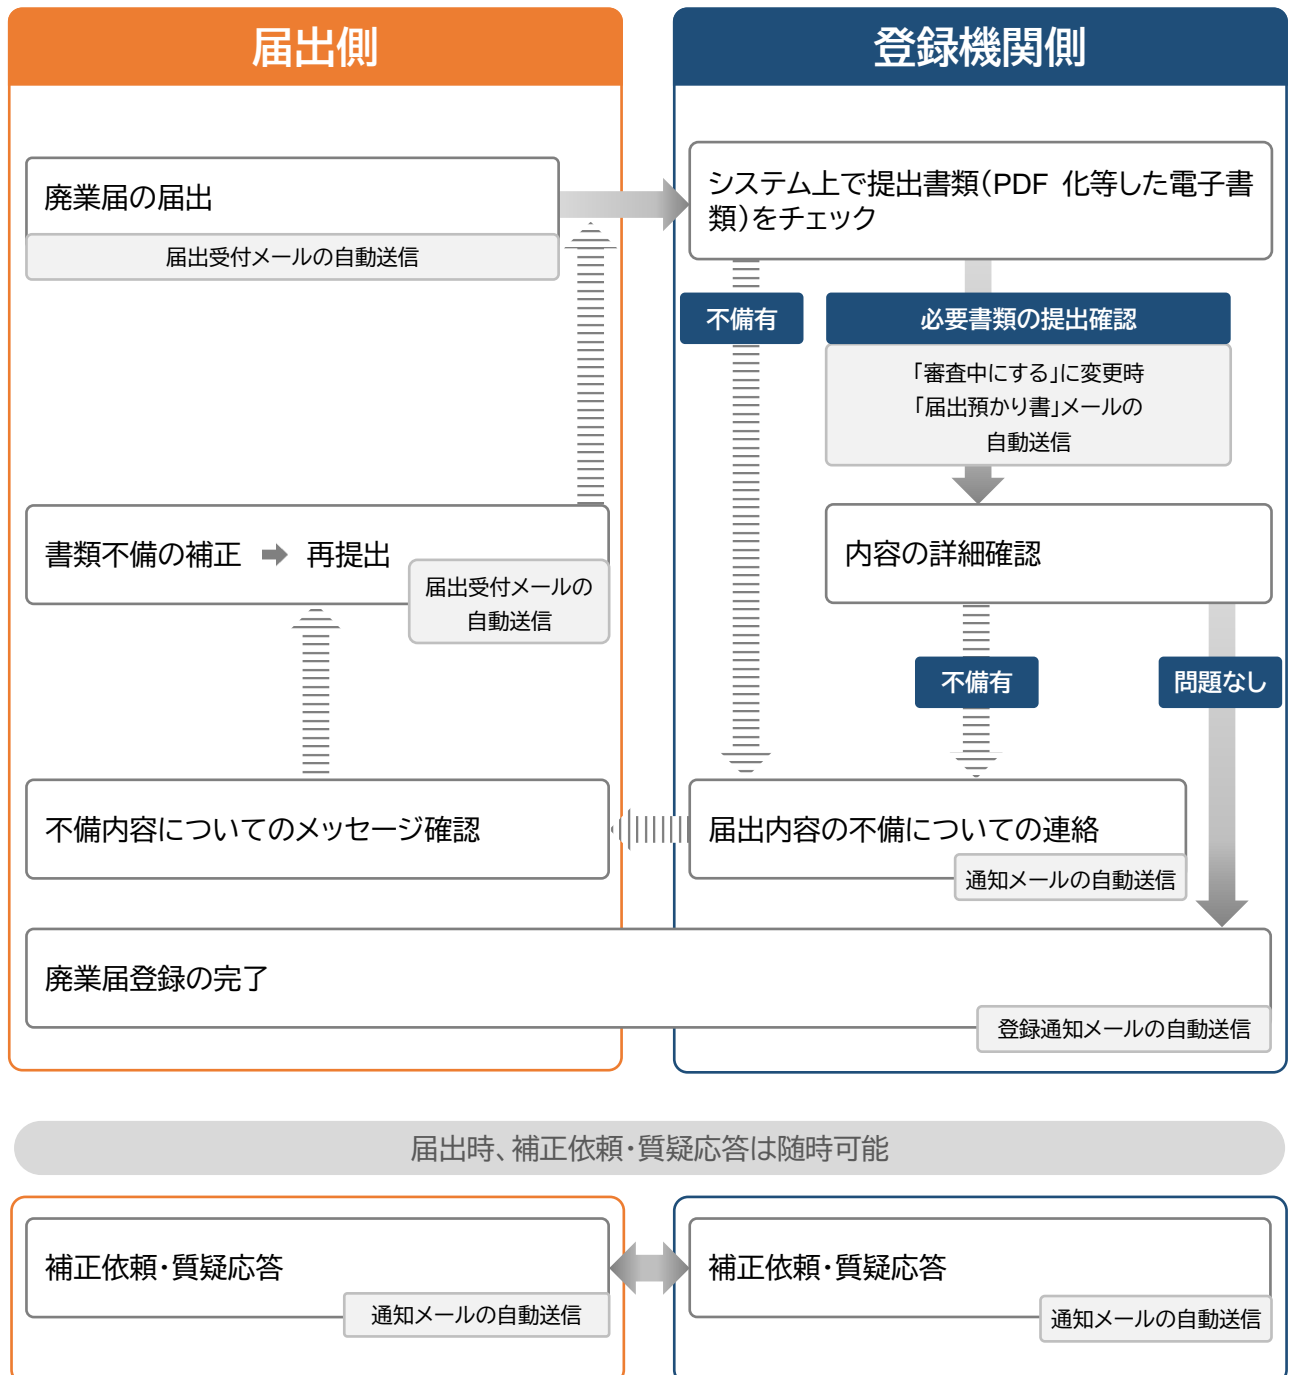 届出側
登録機関側
廃業届の届出
届出受付メールの自動送信
システム上で提出書類(PDF 化等した電子書
類)をチェック
不備有
必要書類の提出確認
「審査中にする」に変更時
「届出預かり書」メールの
自動送信
書類不備の補正 ➡ 再提出
届出受付メールの
自動送信
内容の詳細確認
不備有
問題なし
不備内容についてのメッセージ確認
届出内容の不備についての連絡
通知メールの自動送信
廃業届登録の完了
登録通知メールの自動送信
届出時、補正依頼・質疑応答は随時可能
補正依頼・質疑応答
通知メールの自動送信
補正依頼・質疑応答
通知メールの自動送信